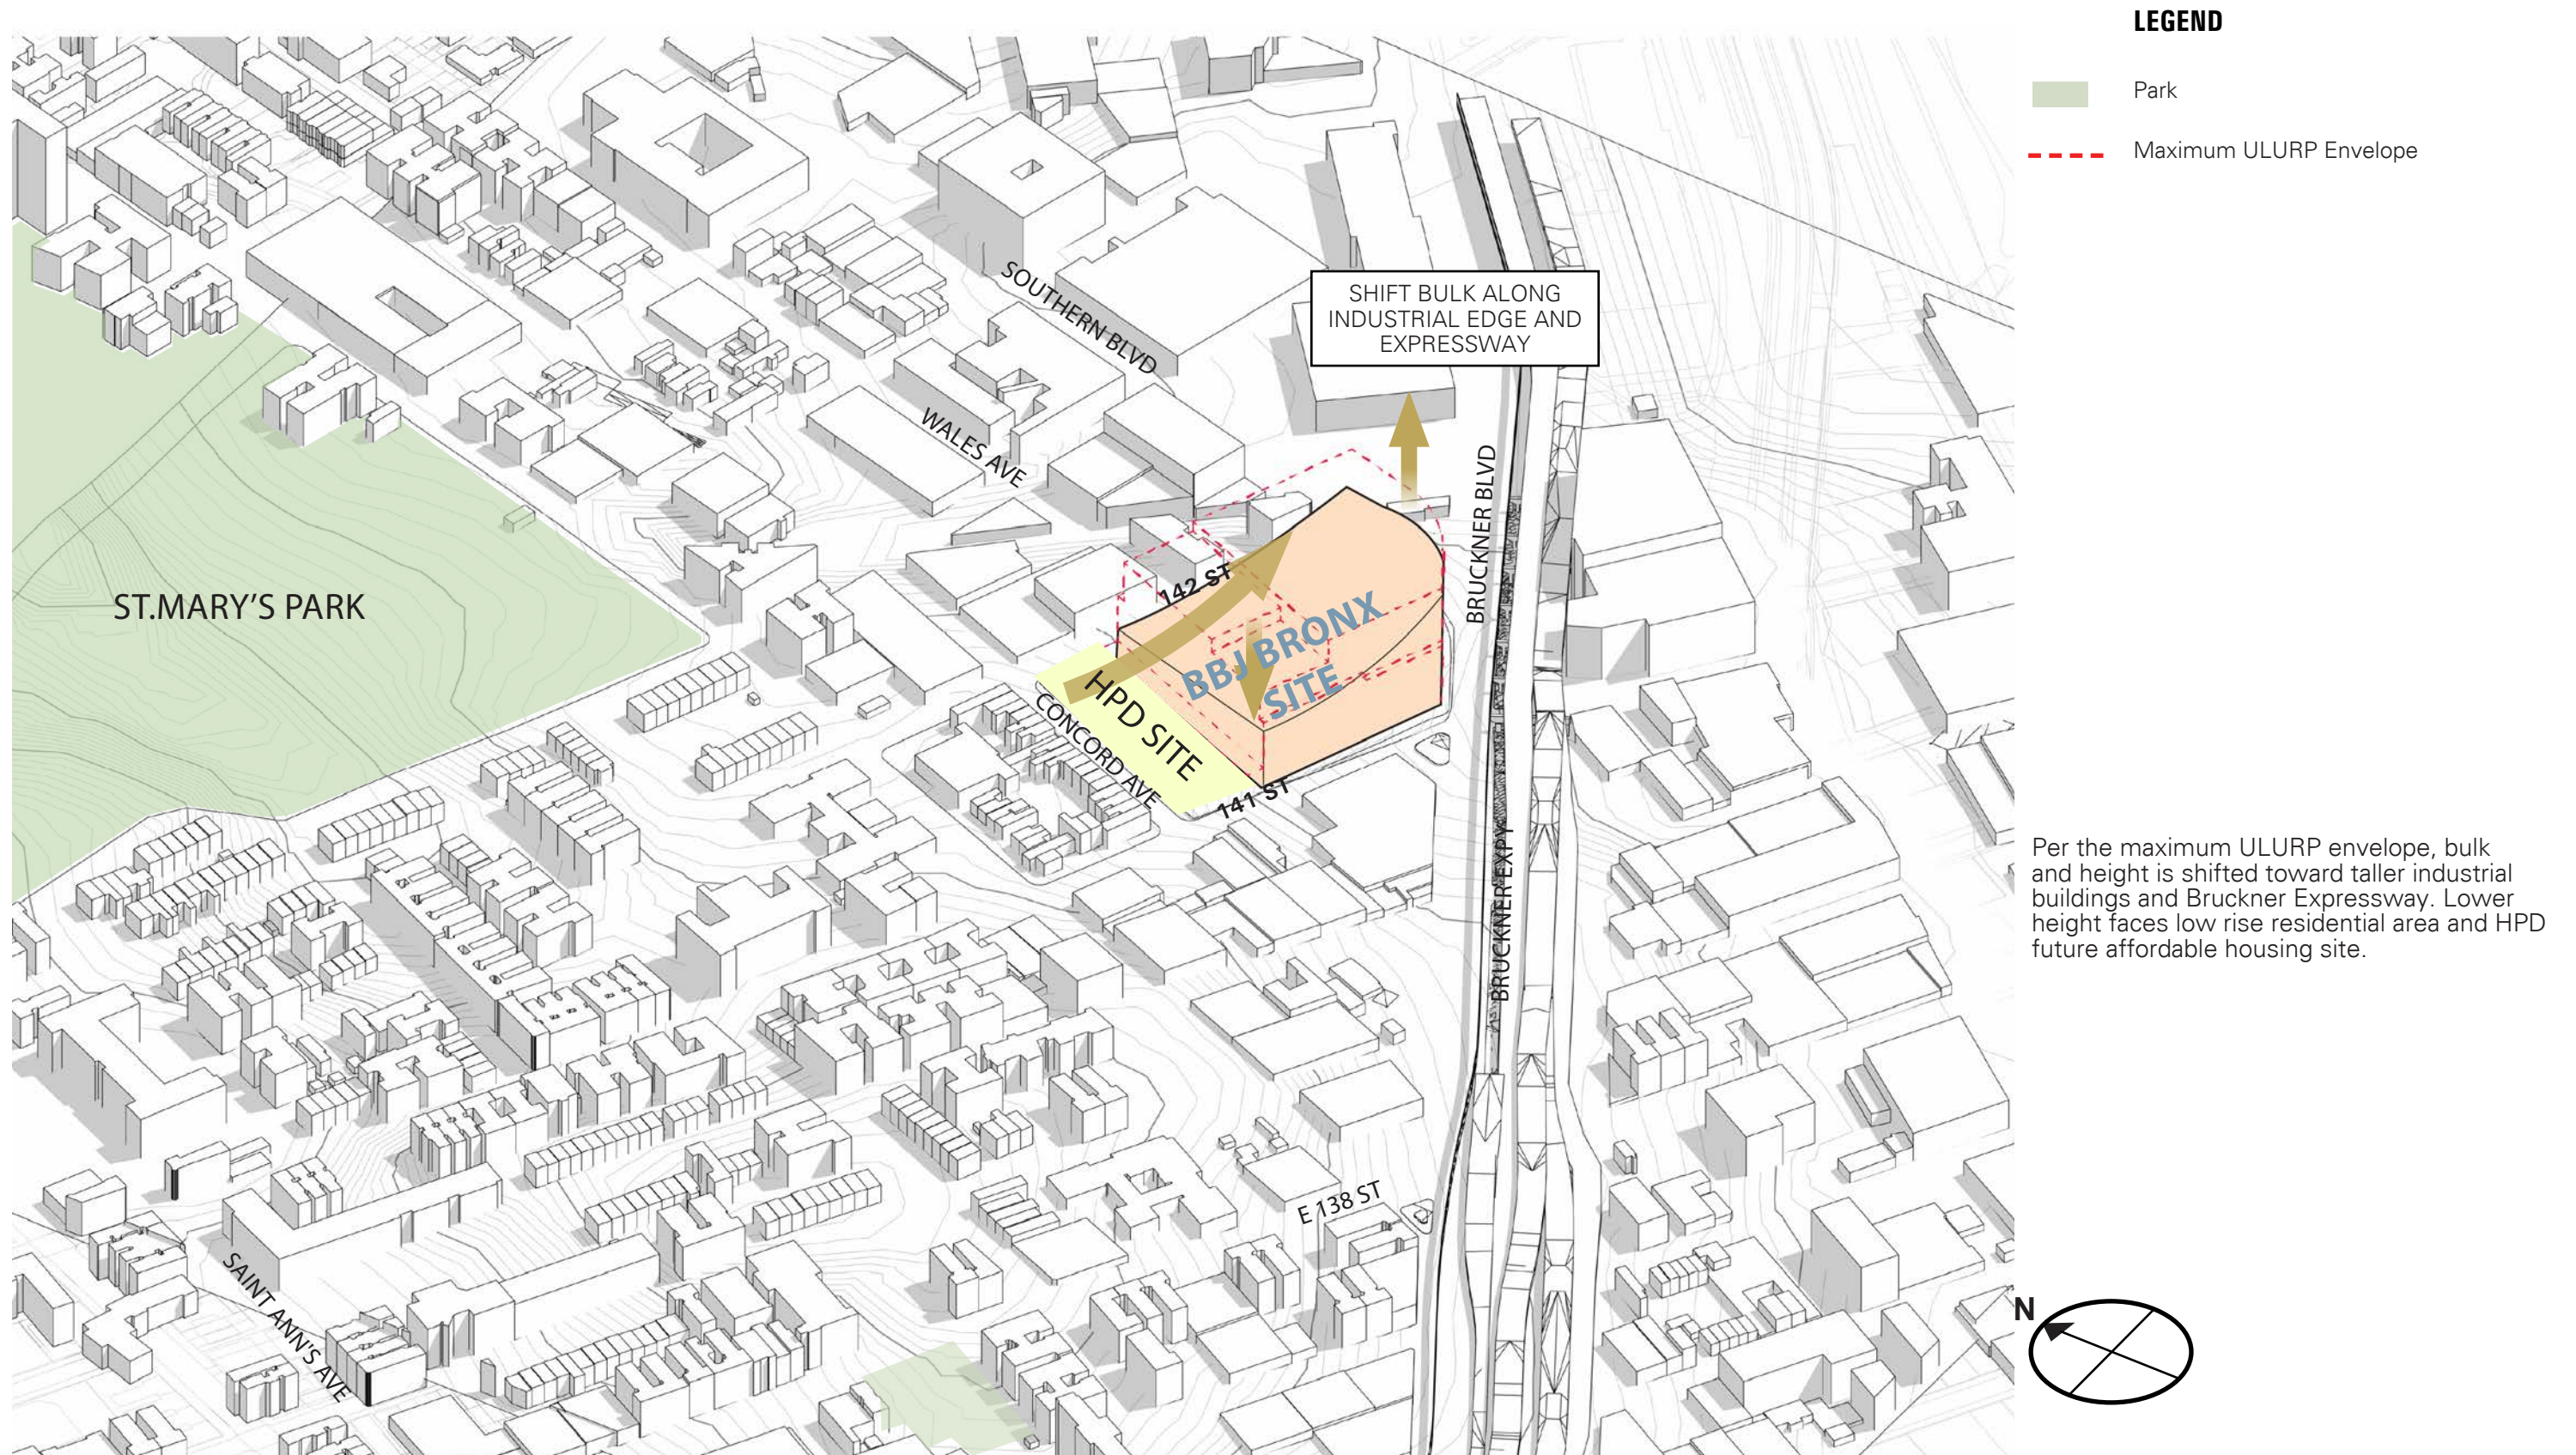 LEGEND
Park
Maximum ULURP Envelope
SOUTHERN BLVD
SHIFT BULK ALONG
INDUSTRIAL EDGE AND
EXPRESSWAY
WALES AVE
BRUCKNER BLVD
142 ST
ST.MARY'S PARK
BBJ BRONX
SITE
HPD SITE
CONCORD AVE
141 ST
BRUCKNER EXPY
Per the maximum ULURP envelope, bulk
and height is shifted toward taller industrial
buildings and Bruckner Expressway. Lower
height faces low rise residential area and HPD
future affordable housing site.
E 138 ST
SAINT ANN'S AVE
N